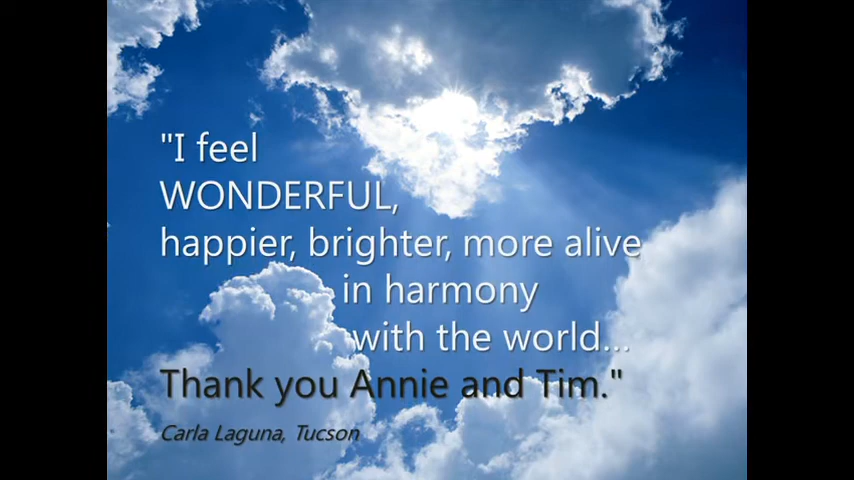 "I feel
WONDERFUL,
happier, brighter, more alive
in harmony
with the world...
Thank you Annie and Tim."
Carla Laguna, Tucson